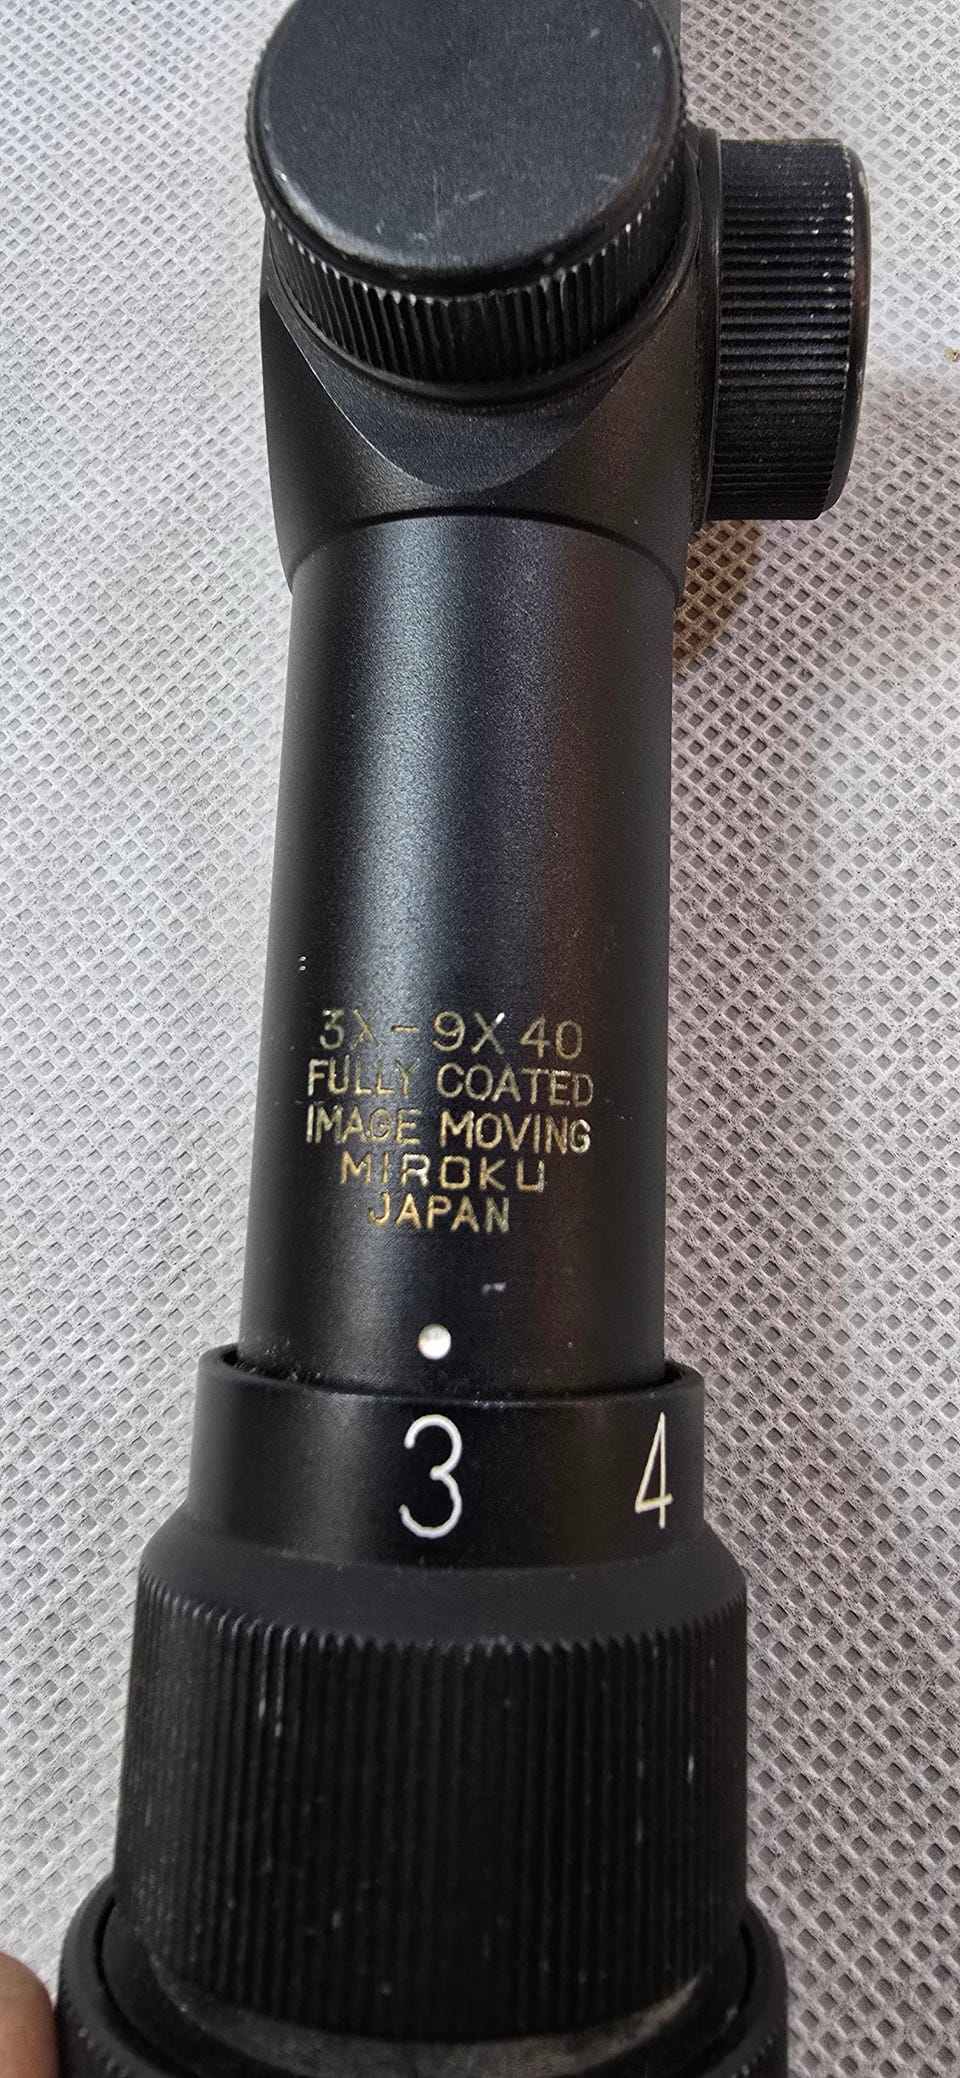 3X-9X40
FULLY COATED
IMAGE MOVING
MIROKU
JAPAN
3 4